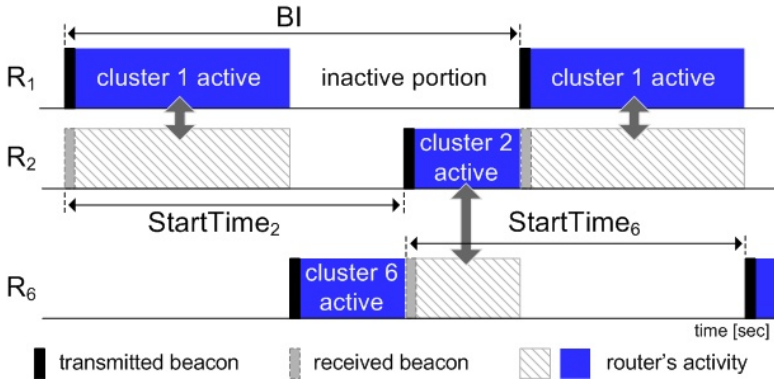 BI
R1
cluster 1 active
inactive portion
cluster 1 active
R2
cluster 2
active
StartTime2
StartTime6
R6
cluster 6
active
time [sec]
transmitted beacon
received beacon
router's activity